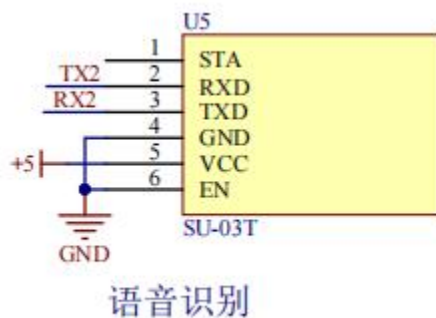 U5
1 STA
TX2 2 RXD
RX2 3 TXD
4 GND
+5 5 VCC
6 EN
SU-03T
GND
语音识别